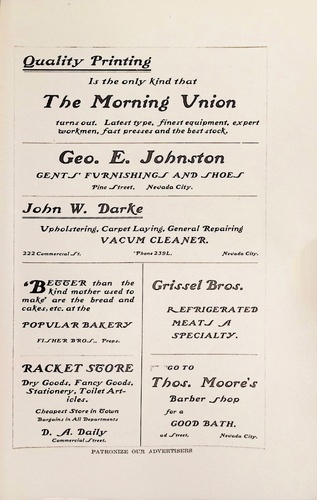 Quality Printing
Is the only kind that
The Morning Union
turns out. Latest type, finest equipment, expert
workmen, fast presses and the best stock.
Geo. E. Johnston
GENTS' FURNISHINGS AND SHOES
Pine Street. Nevada City.
John W. Darke
Upholstering, Carpet Laying, General Repairing
VACUM CLEANER.
222 Commercial St. 'Phone 239L. Nevada City.
"BETTER than the
kind mother used to
make" are the bread and
cakes, etc. at the
POPULAR BAKERY
FISHER BROS., Props.
Grissel Bros.
REFRIGERATED
MEATS A
SPECIALTY.
RACKET STORE
Dry Goods, Fancy Goods,
Stationery, Toilet Art-
icles.
Cheapest Store in Town
Bargains in All Departments
D. A. Daily
Commercial Street.
GO TO
Thos. Moore's
Barber Shop
for a
GOOD BATH.
ad Street. Nevada City.
PATRONIZE OUR ADVERTISERS